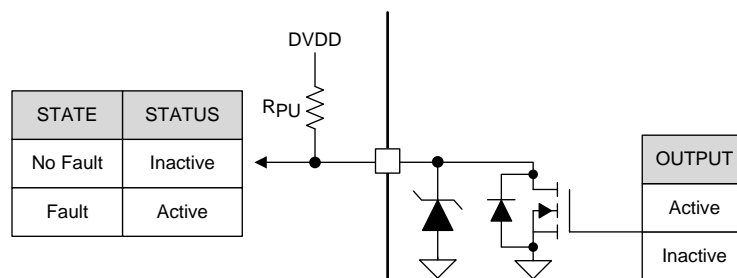 DVDD
RPU
STATE STATUS
No Fault Inactive
Fault Active
OUTPUT
Active
Inactive